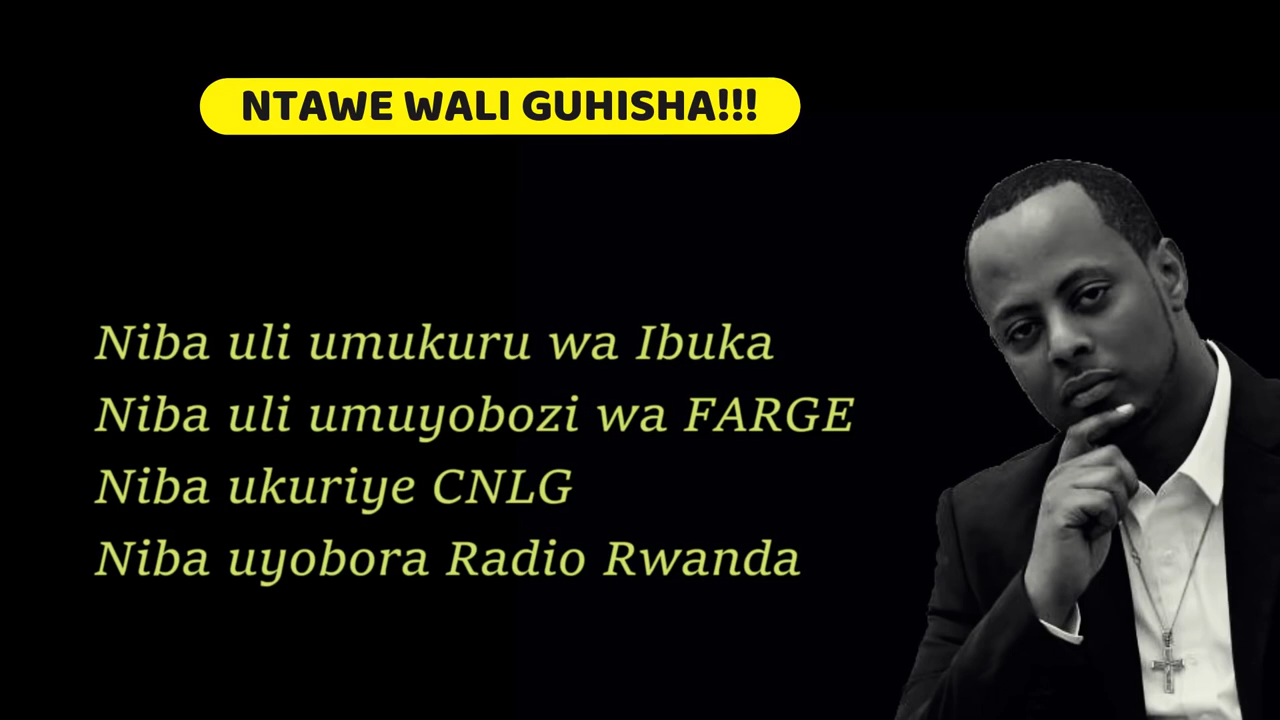 NTAWE WALI GUHISHA!!!
Niba uli umukuru wa Ibuka
Niba uli umuyobozi wa FARGE
Niba ukuriye CNLG
Niba uyobora Radio Rwanda